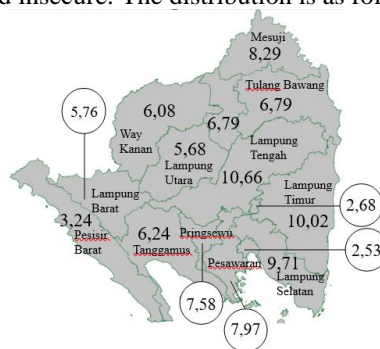 d insecure. The distribution is as fol
Mesuji
8,29
Tulang Bawang
6,79
5,76
6,08
6,79
Way
Kanan
5,68
Lampung
Utara
Lampung
Tengah
10,66
Lampung
Barat
Lampung
Timur
2,68
3,24
Pesisir
Barat
6,24
Tanggamus
Pringsewu
10,02
2,53
Pesawaran
9,71
Lampung
Selatan
7,58
7,97